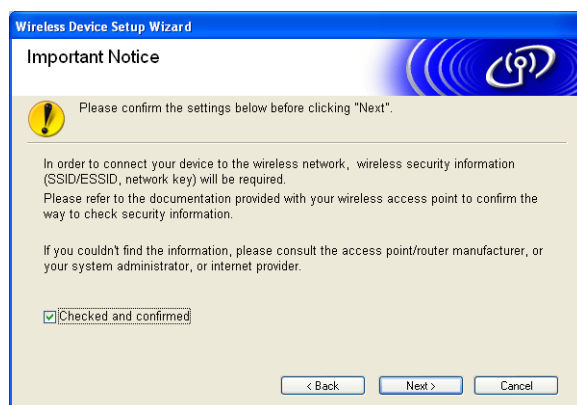 Wireless Device Setup Wizard
Important Notice
Please confirm the settings below before clicking "Next".
In order to connect your device to the wireless network, wireless security information
(SSID/ESSID, network key) will be required.
Please refer to the documentation provided with your wireless access point to confirm the
way to check security information.
If you couldn't find the information, please consult the access point/router manufacturer, or
your system administrator, or internet provider.
Checked and confirmed
< Back
Next >
Cancel